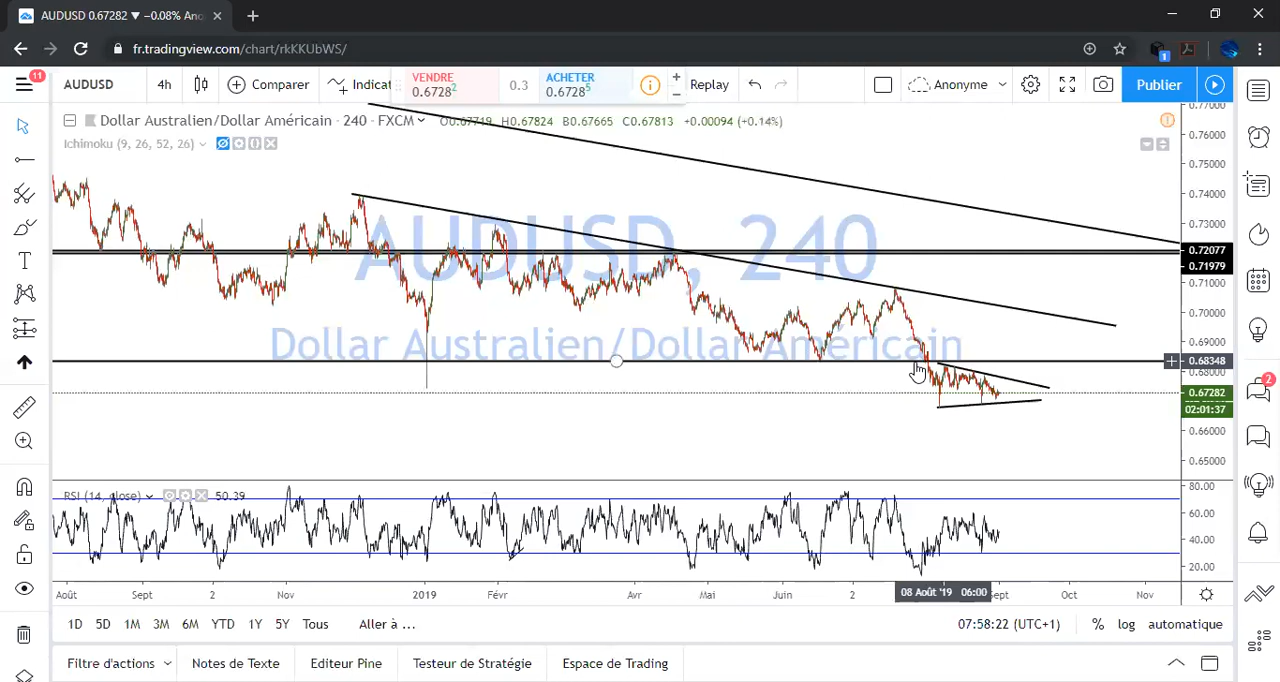 AUDUSD 0.67282 ▼ −0.08% Ano
fr.tradingview.com/chart/rkKKUbWS/
11
AUDUSD 4h Comparer Indicat
VENDRE 0.67282 0.3 ACHETER 0.67285
Replay Anonyme Publier
Dollar Australien/Dollar Américain · 240 · FXCM O0.67719 H0.67824 B0.67665 C0.67813 +0.00094 (+0.14%)
Ichimoku (9, 26, 52, 26)
AUDUSD, 240
Dollar Australien/Dollar Américain
0.77000
0.76000
0.75000
0.74000
0.73000
0.72077
0.71979
0.71000
0.70000
0.69000
0.68348
0.68000
0.67282
02:01:37
0.66000
0.65000
2
RSI (14, close) 50.39
80.00
60.00
40.00
20.00
Août Sept Nov 2019 Févr Avr Mai Juin 2 08 Août '19 06:00 Sept Oct Nov
1D 5D 1M 3M 6M YTD 1Y 5Y Tous Aller à ... 07:58:22 (UTC+1) % log automatique
Filtre d'actions Notes de Texte Editeur Pine Testeur de Stratégie Espace de Trading